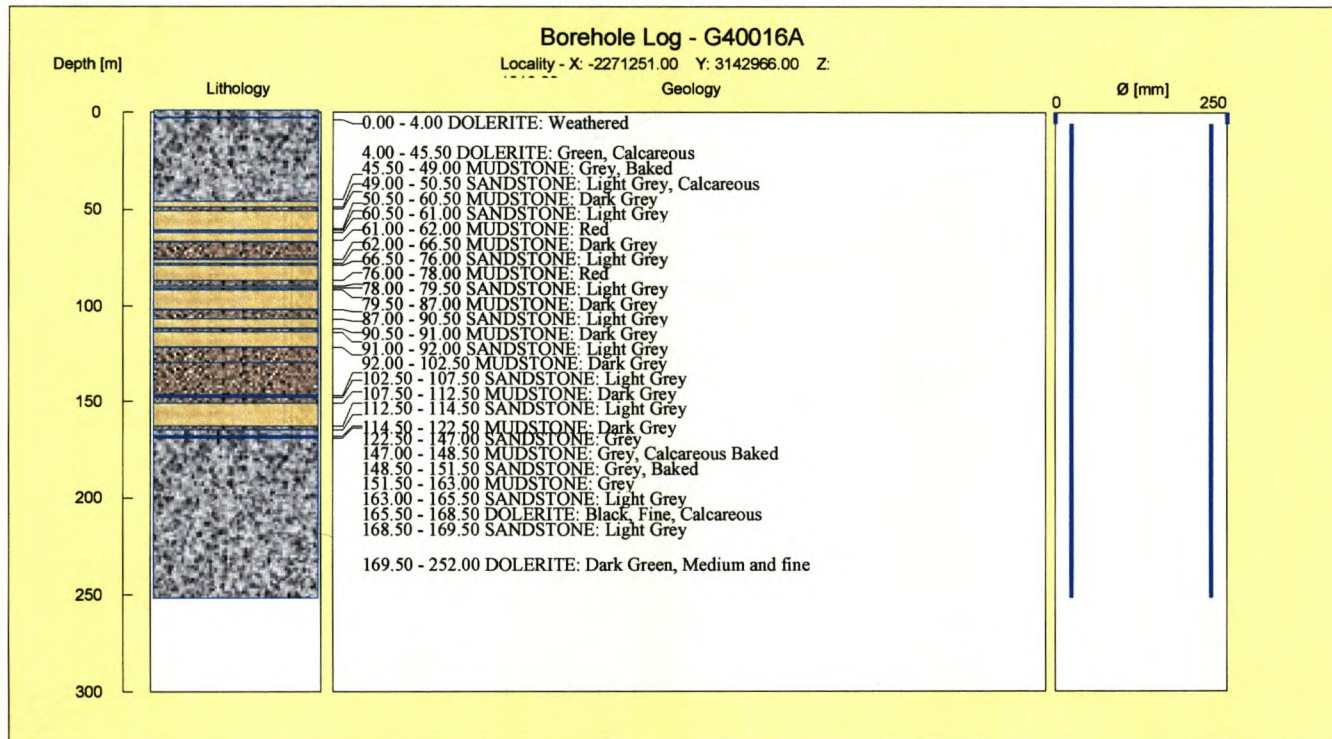 Borehole Log - G40016A
Depth [m]
Locality - X: -2271251.00 Y: 3142966.00 Z:
Lithology
Geology
Ø [mm]
0
250
0
50
100
150
200
250
300
0.00 - 4.00 DOLERITE: Weathered
4.00 - 45.50 DOLERITE: Green, Calcareous
45.50 - 49.00 MUDSTONE: Grey, Baked
49.00 - 50.50 SANDSTONE: Light Grey, Calcareous
50.50 - 60.50 MUDSTONE: Dark Grey
60.50 - 61.00 SANDSTONE: Light Grey
61.00 - 62.00 MUDSTONE: Red
62.00 - 66.50 MUDSTONE: Dark Grey
66.50 - 76.00 SANDSTONE: Light Grey
76.00 - 78.00 MUDSTONE: Red
78.00 - 79.50 SANDSTONE: Light Grey
79.50 - 87.00 MUDSTONE: Dark Grey
87.00 - 90.50 SANDSTONE: Light Grey
90.50 - 91.00 MUDSTONE: Dark Grey
91.00 - 92.00 SANDSTONE: Light Grey
92.00 - 102.50 MUDSTONE: Dark Grey
102.50 - 107.50 SANDSTONE: Light Grey
107.50 - 112.50 MUDSTONE: Dark Grey
112.50 - 114.50 SANDSTONE: Light Grey
114.50 - 122.50 MUDSTONE: Dark Grey
122.50 - 147.00 SANDSTONE: Grey
147.00 - 148.50 MUDSTONE: Grey, Calcareous Baked
148.50 - 151.50 SANDSTONE: Grey, Baked
151.50 - 163.00 MUDSTONE: Grey
163.00 - 165.50 SANDSTONE: Light Grey
165.50 - 168.50 DOLERITE: Black, Fine, Calcareous
168.50 - 169.50 SANDSTONE: Light Grey
169.50 - 252.00 DOLERITE: Dark Green, Medium and fine